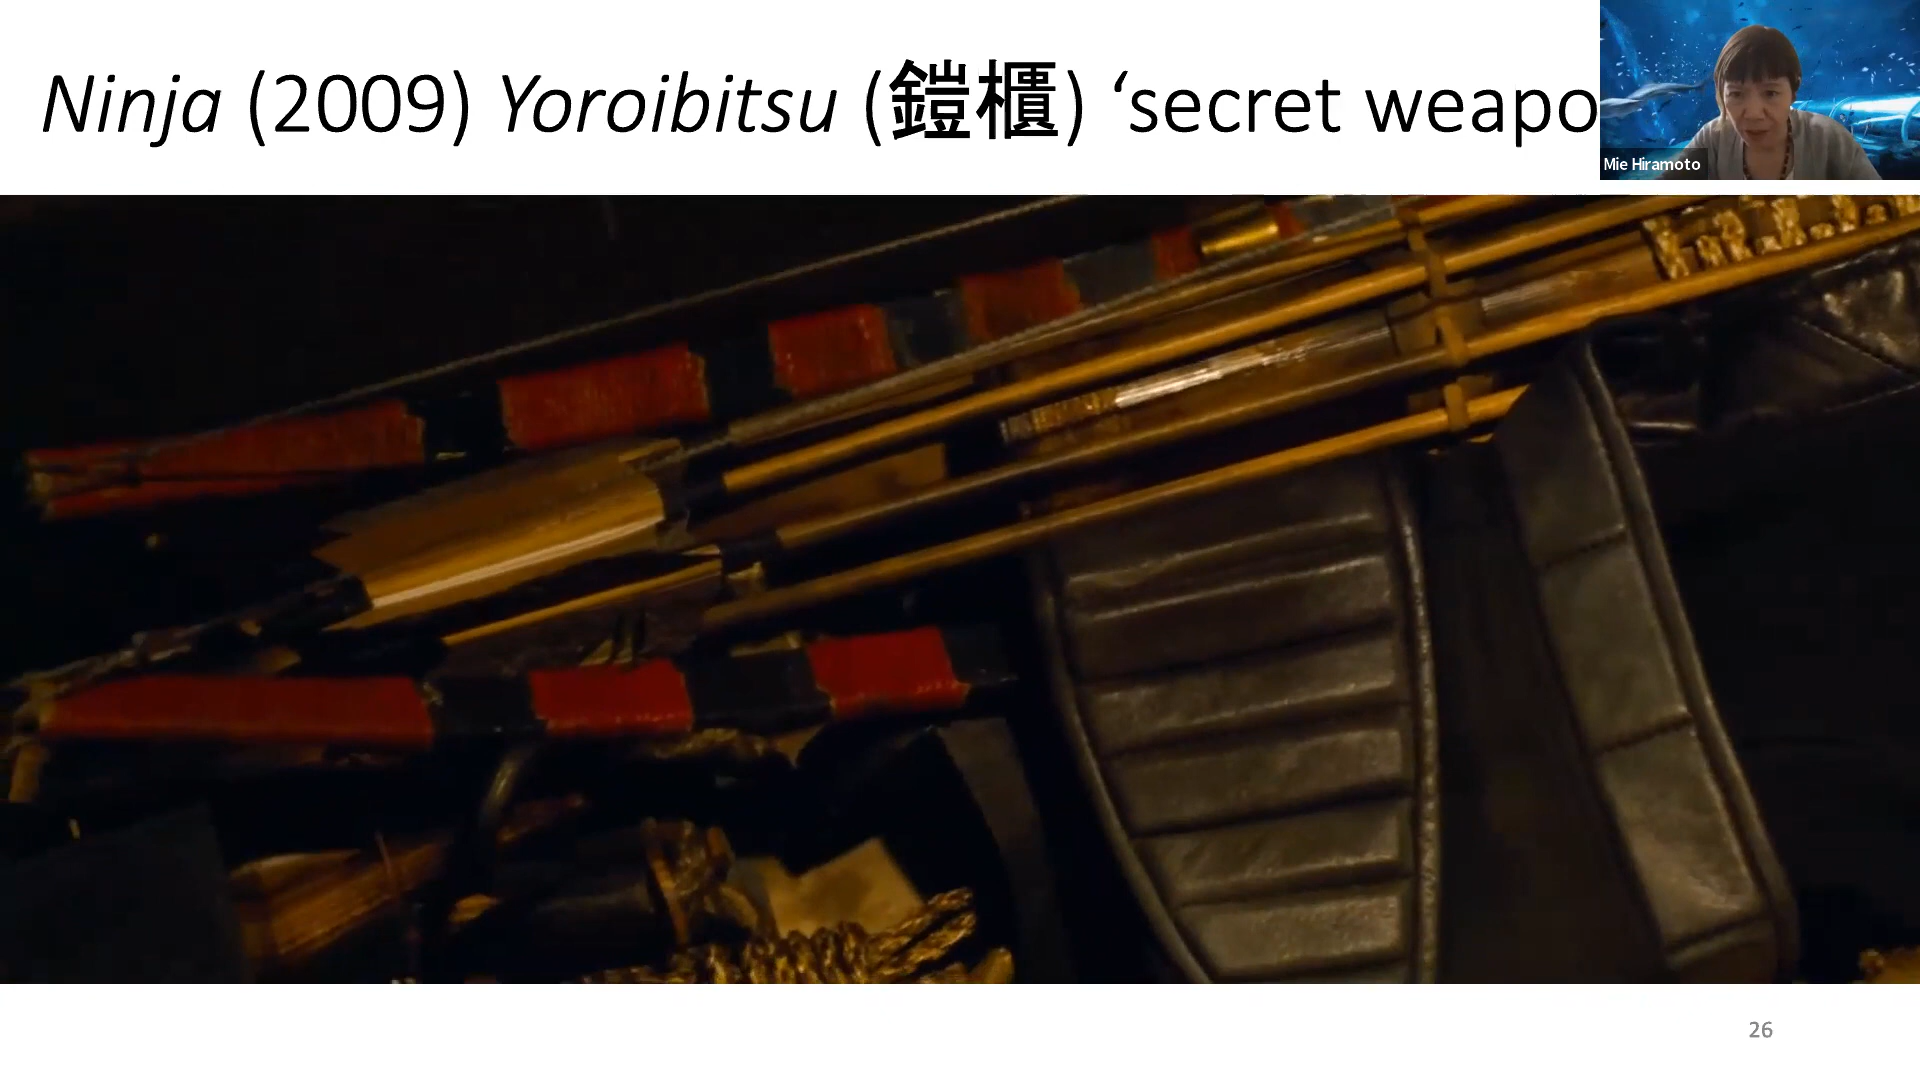 Ninja (2009) Yoroibitsu (鎧櫃) ‘secret weapo
Mie Hiramoto
26